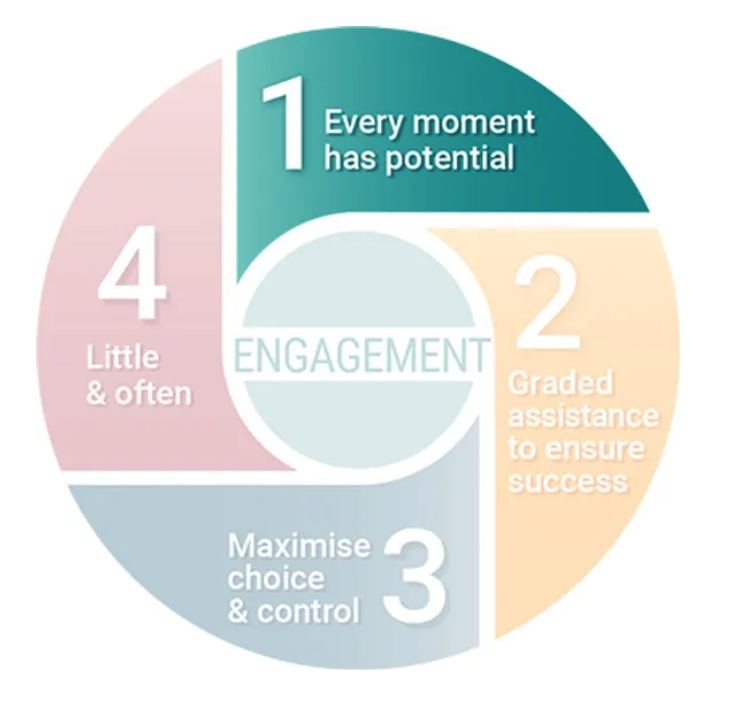 1
Every moment
has potential
2
Graded
assistance
to ensure
success
Maximise
choice
& control
3
4
Little
& often
ENGAGEMENT